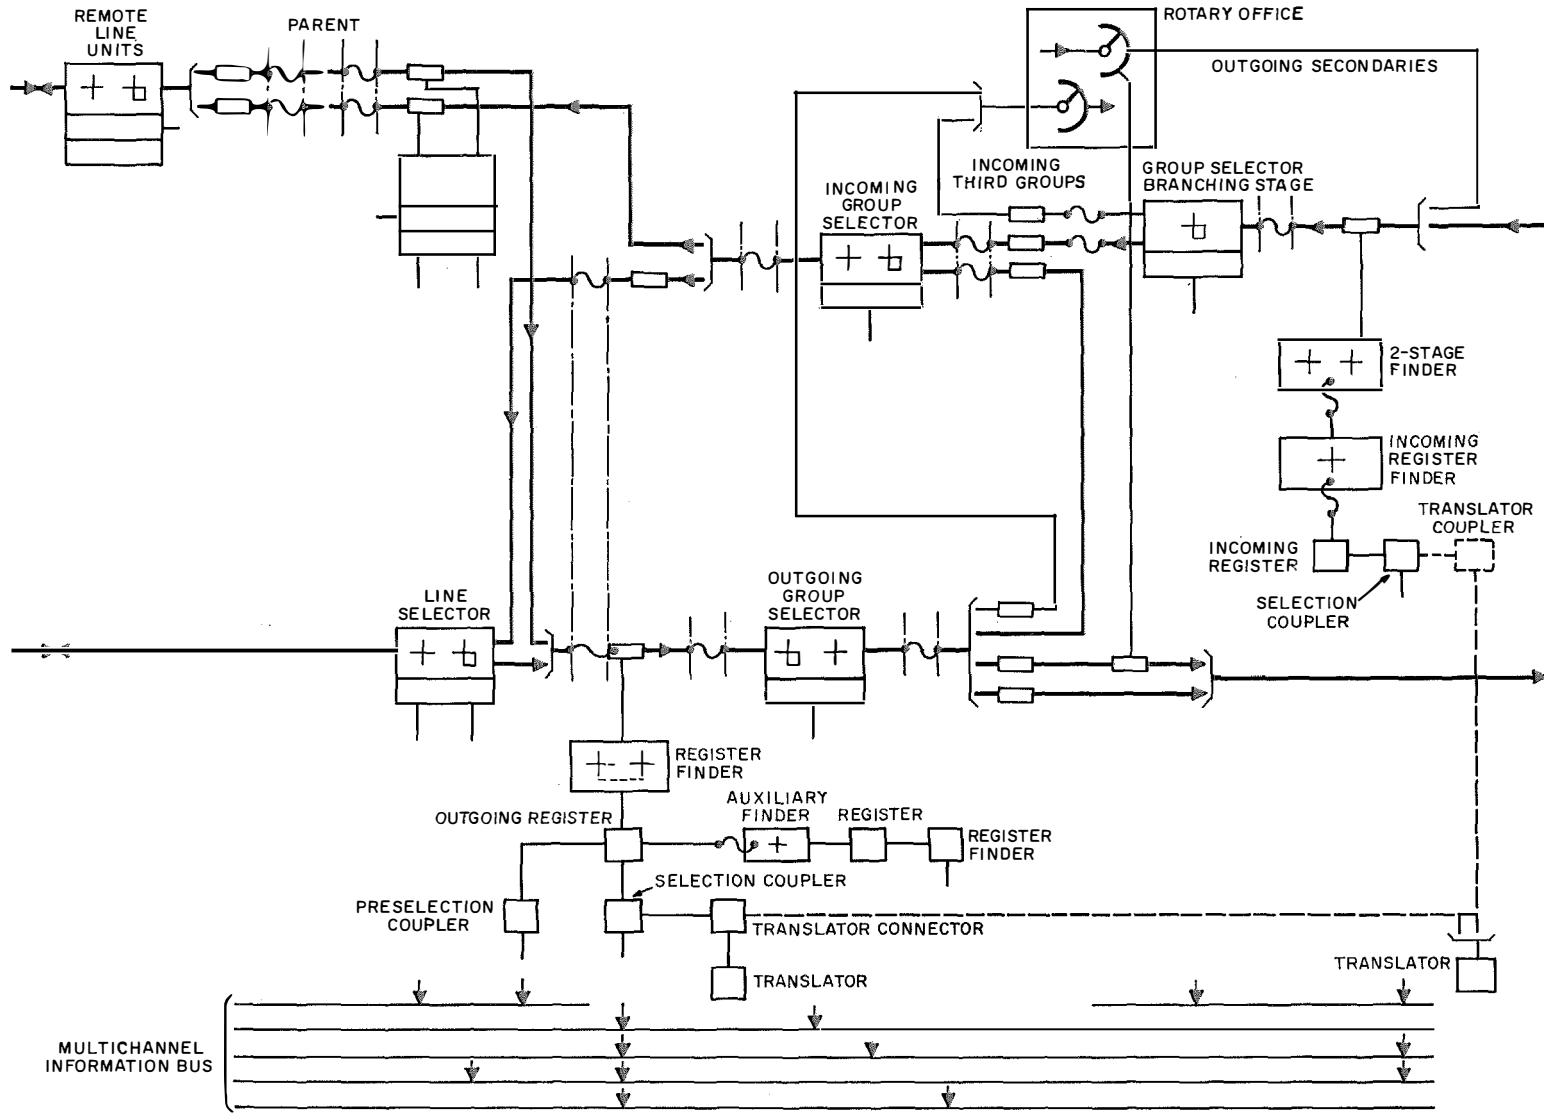 REMOTE
LINE
UNITS
PARENT
ROTARY OFFICE
OUTGOING SECONDARIES
INCOMING
THIRD GROUPS
GROUP SELECTOR
BRANCHING STAGE
INCOMING
GROUP
SELECTOR
2-STAGE
FINDER
INCOMING
REGISTER
FINDER
TRANSLATOR
COUPLER
INCOMING
REGISTER
SELECTION
COUPLER
LINE
SELECTOR
OUTGOING
GROUP
SELECTOR
REGISTER
FINDER
OUTGOING REGISTER
AUXILIARY
FINDER
REGISTER
REGISTER
FINDER
SELECTION COUPLER
PRESELECTION
COUPLER
TRANSLATOR CONNECTOR
TRANSLATOR
TRANSLATOR
MULTICHANNEL
INFORMATION BUS